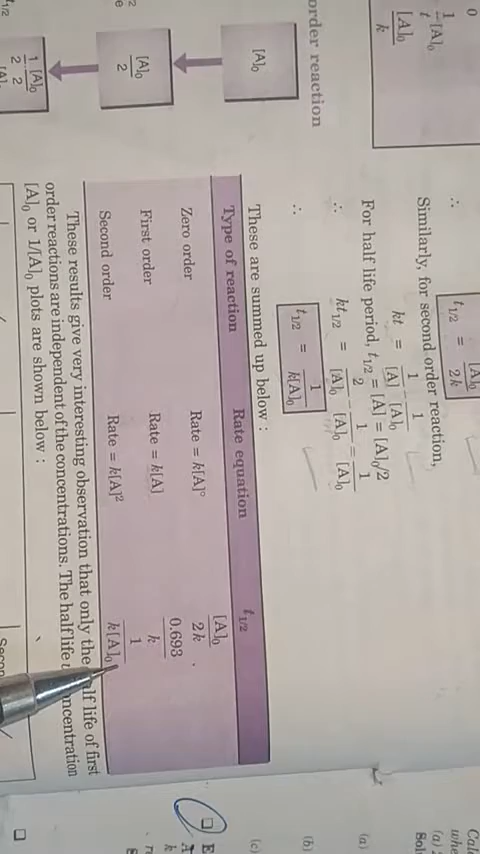 ∴ t₁/₂ = [A]₀ / 2k
Similarly, for second order reaction,
kt = 1/[A] − 1/[A]₀
For half life period, t₁/₂ = [A] = [A]₀/2
∴ kt₁/₂ = 2/[A]₀ − 1/[A]₀ = 1/[A]₀
∴ t₁/₂ = 1/k[A]₀
These are summed up below :
Type of reaction Rate equation t₁/₂
Zero order Rate = k[A]° [A]₀/2k
First order Rate = k[A] 0.693/k
Second order Rate = k[A]² 1/k[A]₀
These results give very interesting observation that only the half life of first
order reactions are independent of the concentrations. The half life concentration
[A]₀ or 1/[A]₀ plots are shown below :
order reaction
[A]₀
[A]₀/2
1/2 [A]₀/2
(a)
(b)
(c)